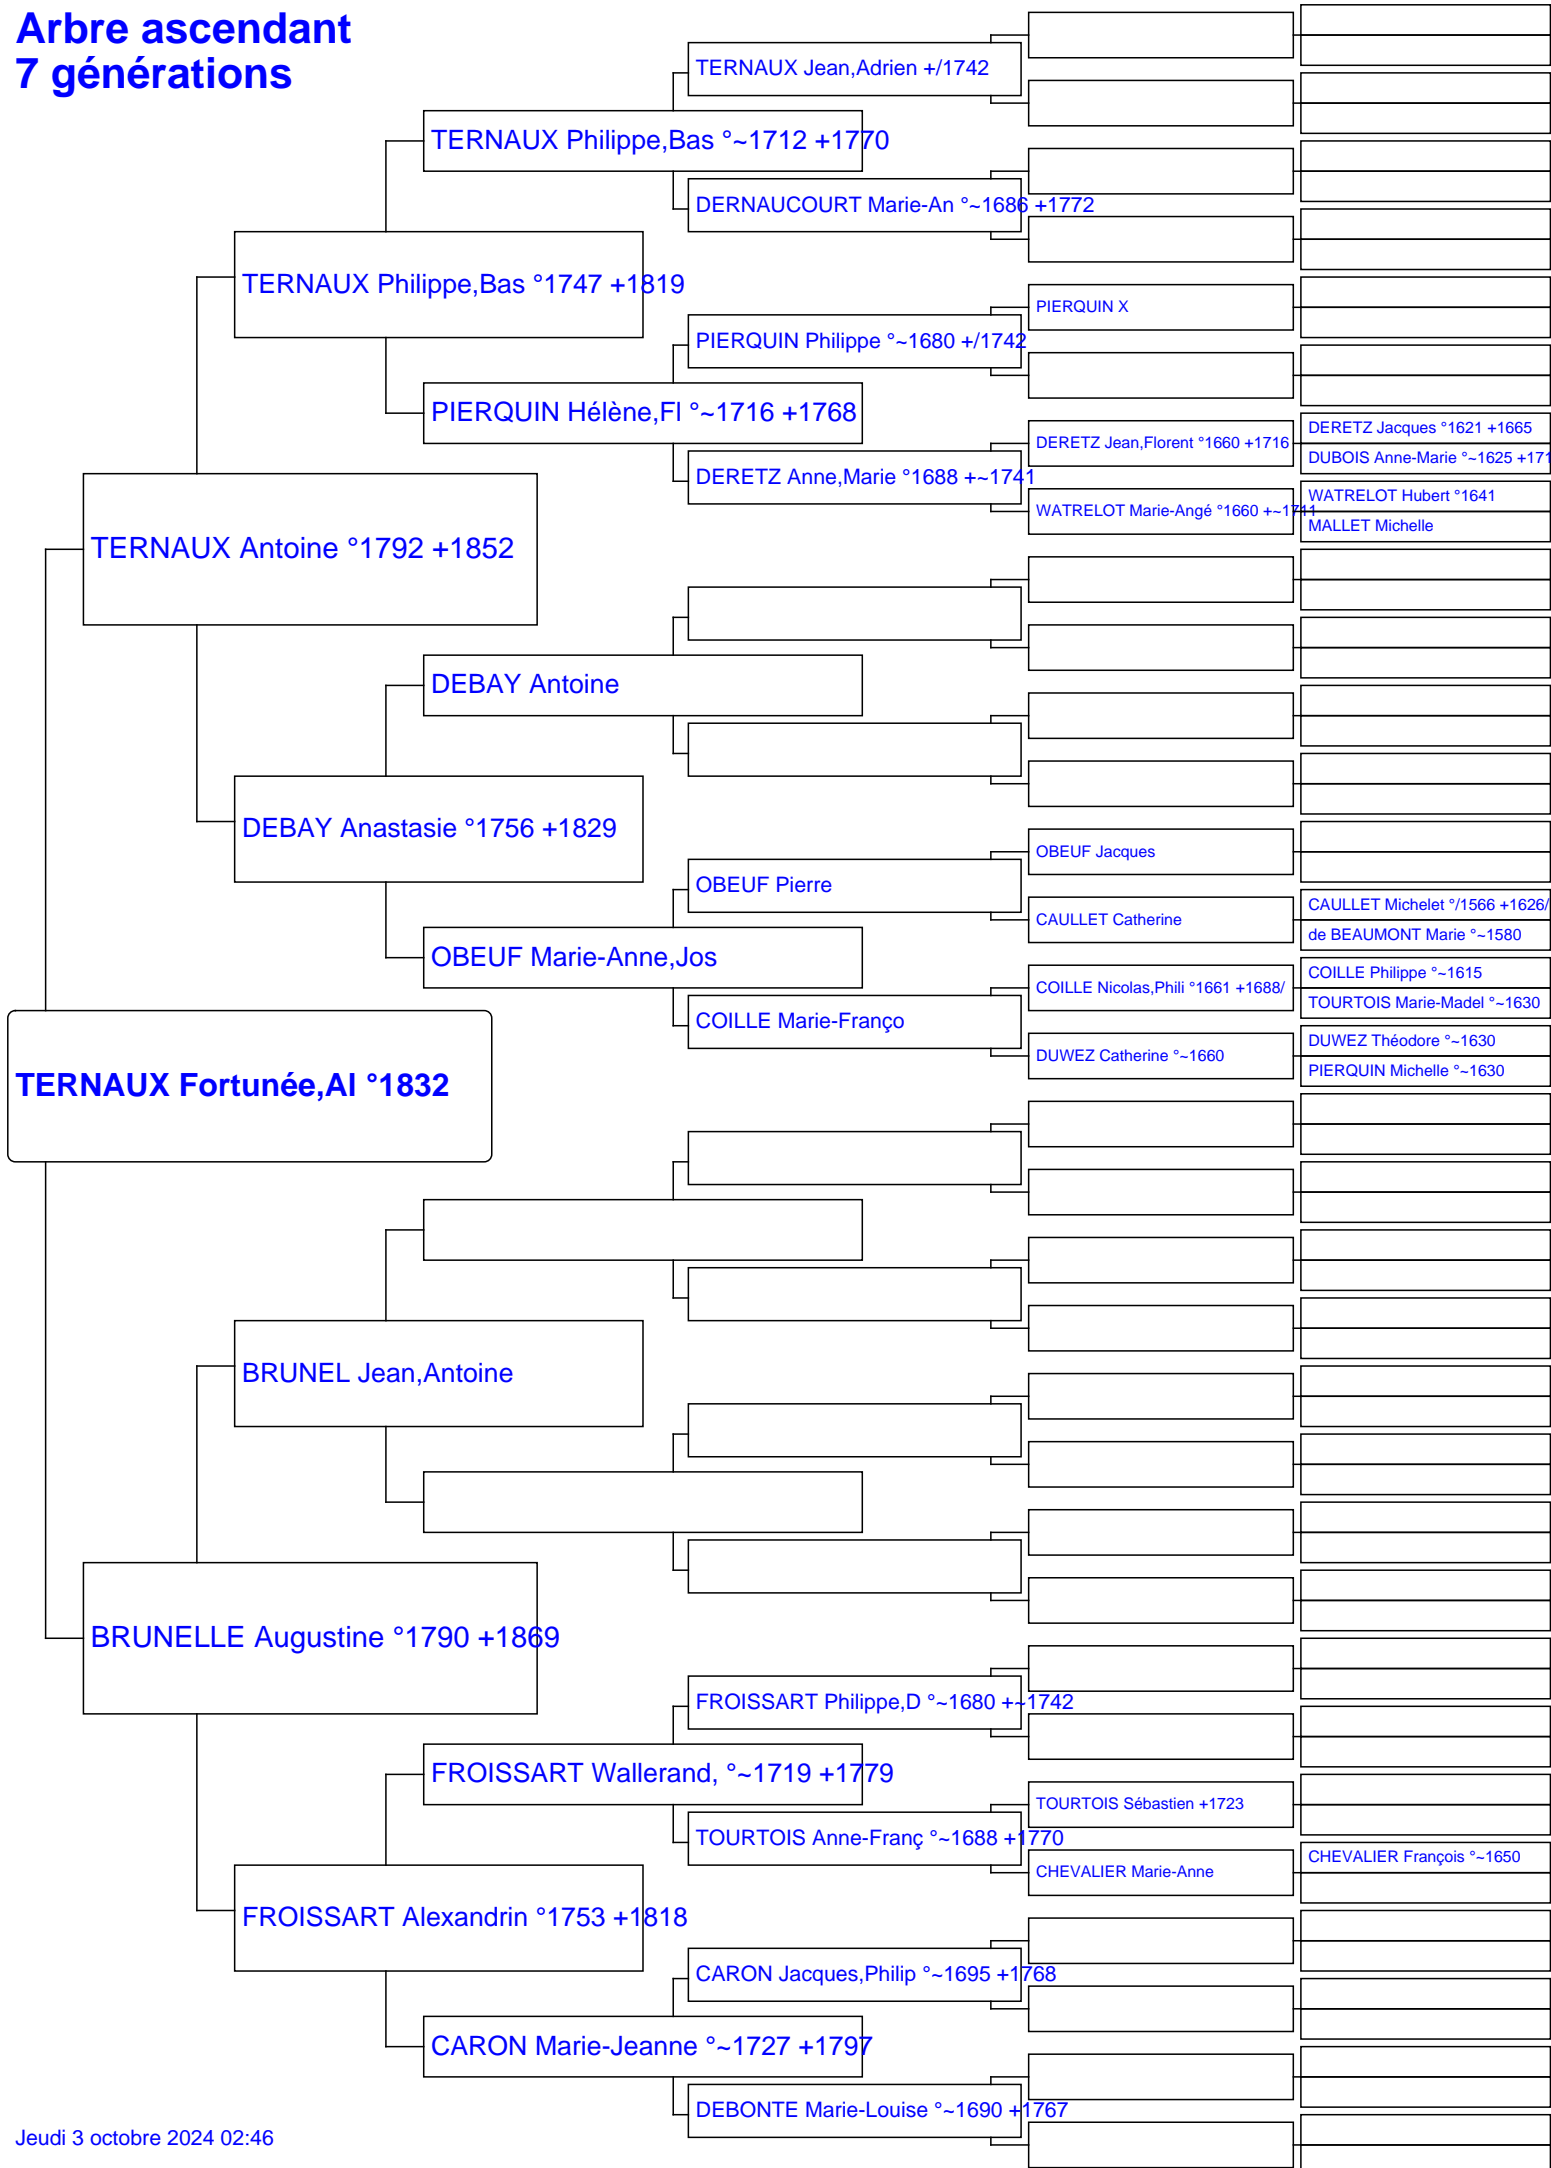 Arbre ascendant
7 générations
TERNAUX Jean,Adrien +/1742
TERNAUX Philippe,Bas °~1712 +1770
DERNAUCOURT Marie-An °~1686 +1772
TERNAUX Philippe,Bas °1747 +1819
PIERQUIN X
PIERQUIN Philippe °~1680 +/1742
PIERQUIN Hélène,Fl °~1716 +1768
DERETZ Jacques °1621 +1665
DERETZ Jean,Florent °1660 +1716
DUBOIS Anne-Marie °~1625 +171
DERETZ Anne,Marie °1688 +~1741
WATRELOT Hubert °1641
WATRELOT Marie-Angé °1660 +~1711
MALLET Michelle
TERNAUX Antoine °1792 +1852
DEBAY Antoine
DEBAY Anastasie °1756 +1829
OBEUF Jacques
OBEUF Pierre
CAULLET Michelet °/1566 +1626/
CAULLET Catherine
de BEAUMONT Marie °~1580
OBEUF Marie-Anne,Jos
COILLE Philippe °~1615
COILLE Nicolas,Phili °1661 +1688/
TOURTOIS Marie-Madel °~1630
COILLE Marie-Franço
DUWEZ Théodore °~1630
DUWEZ Catherine °~1660
PIERQUIN Michelle °~1630
TERNAUX Fortunée,Al °1832
BRUNEL Jean,Antoine
BRUNELLE Augustine °1790 +1869
FROISSART Philippe,D °~1680 +~1742
FROISSART Wallerand, °~1719 +1779
TOURTOIS Sébastien +1723
TOURTOIS Anne-Franç °~1688 +1770
CHEVALIER François °~1650
CHEVALIER Marie-Anne
FROISSART Alexandrin °1753 +1818
CARON Jacques,Philip °~1695 +1768
CARON Marie-Jeanne °~1727 +1797
DEBONTE Marie-Louise °~1690 +1767
Jeudi 3 octobre 2024 02:46